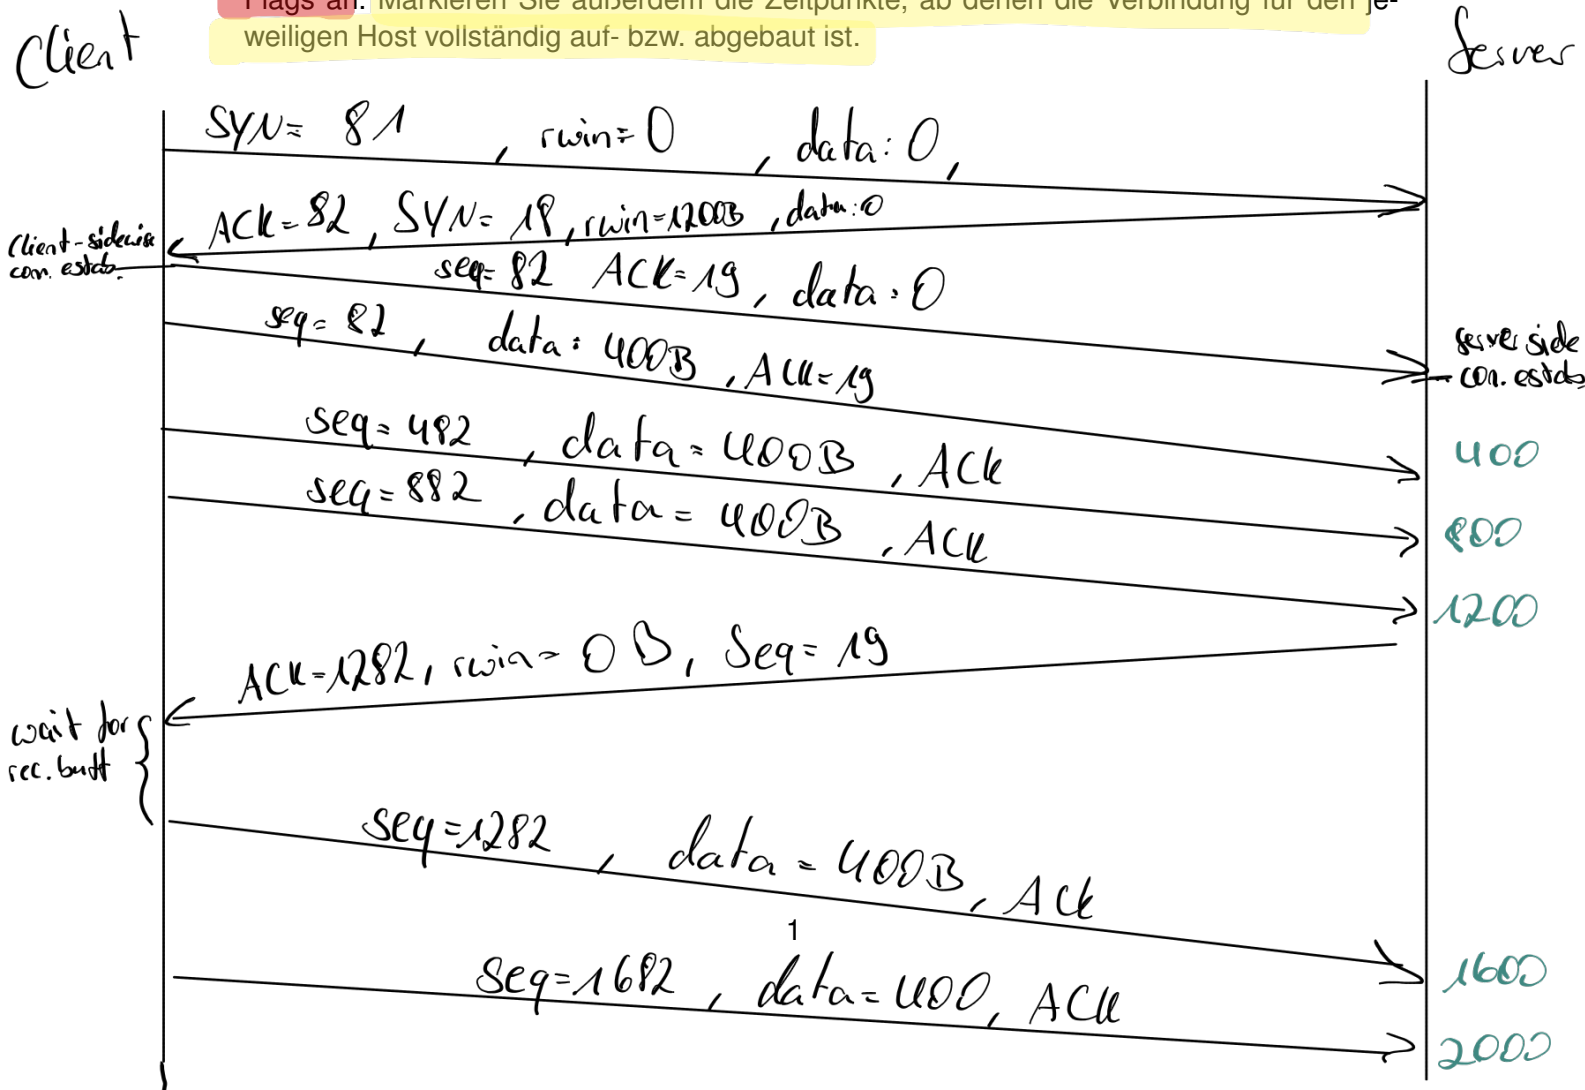 Flags an. Markieren Sie außerdem die Zeitpunkte, ab denen die Verbindung für den je-
weiligen Host vollständig auf- bzw. abgebaut ist.
Client
Server
SYN= 81 , rwin=0 , data:0,
ACK=82, SYN=18, rwin=1200B, data:0
Client-sidewise
con. estab.
seq=82 ACK=19, data:0
seq=82, data: 400B, ACK=19
server side
con. estab
seq=482, data=400B, ACK
400
seq=882, data=400B, ACK
800
1200
ACK=1282, rwin=0B, Seq=19
wait for
rec. buff
seq=1282, data=400B, ACK
1
1600
Seq=1682, data=400, ACK
2000